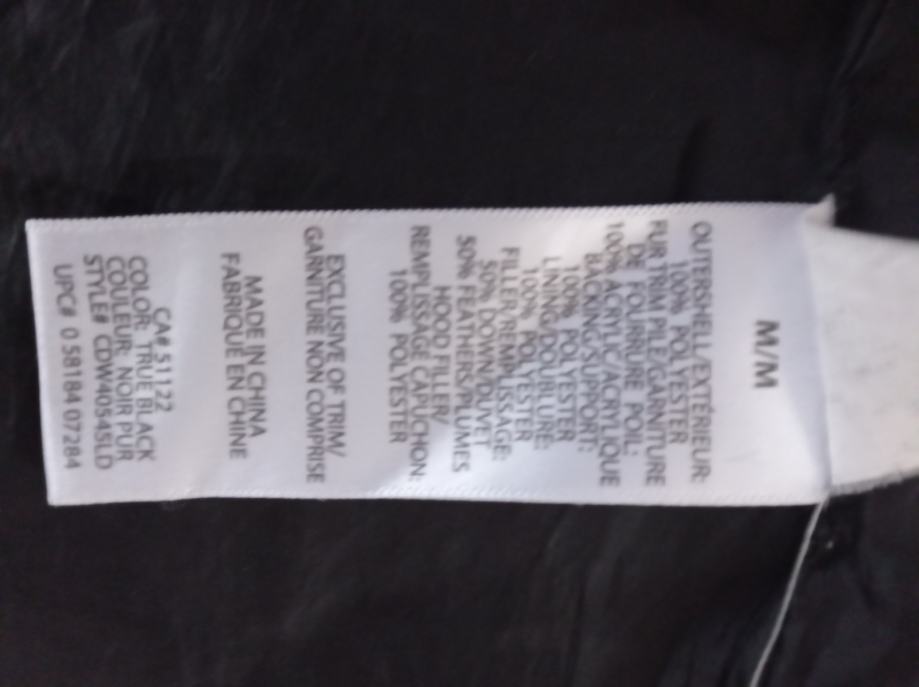 M/M
OUTERSHELL/EXTÉRIEUR:
100% POLYESTER
FUR TRIM PILE/GARNITURE
DE FOURRURE POIL:
100% ACRYLIC/ACRYLIQUE
BACKING/SUPPORT:
100% POLYESTER
LINING/DOUBLURE:
100% POLYESTER
FILLER/REMPLISSAGE:
50% DOWN/DUVET
50% FEATHERS/PLUMES
HOOD FILLER/
REMPLISSAGE CAPUCHON:
100% POLYESTER
EXCLUSIVE OF TRIM/
GARNITURE NON COMPRISE
MADE IN CHINA
FABRIQUE EN CHINE
CA# 51122
COLOR: TRUE BLACK
COULEUR: NOIR PUR
STYLE# CDW40545LD
UPC# 0 58184 07284